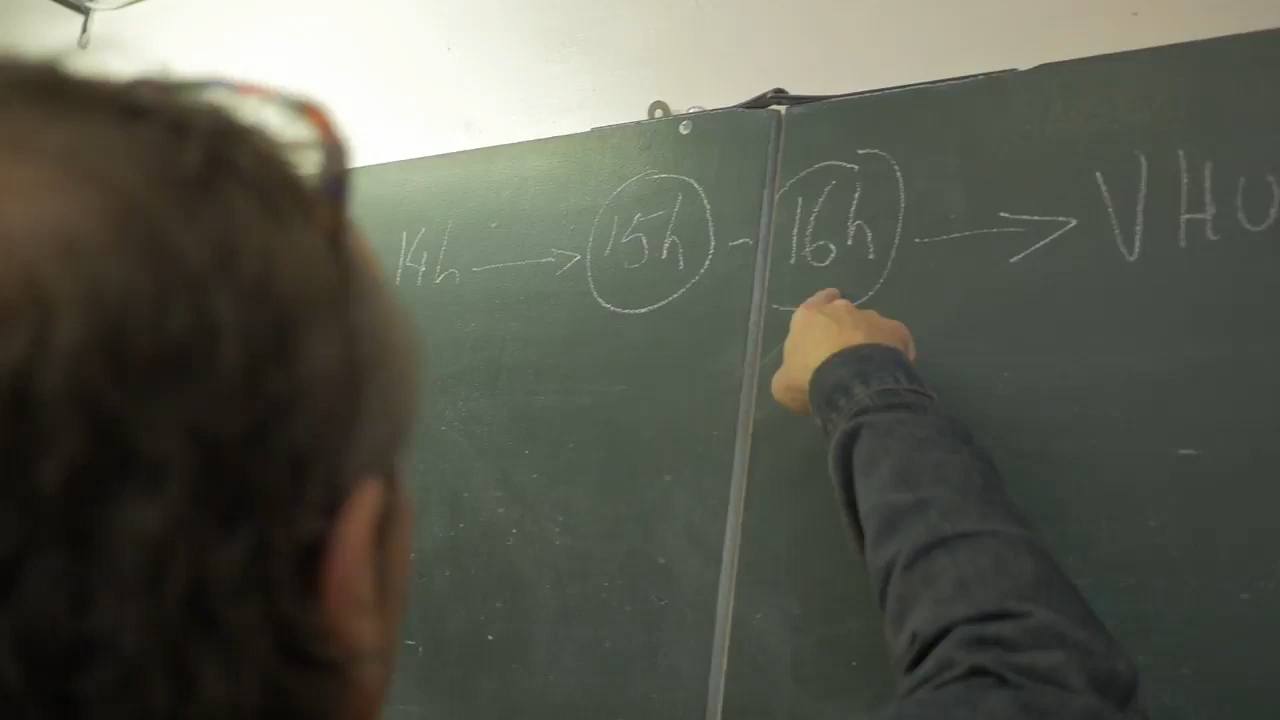 14h → 15h - 16h → VHU